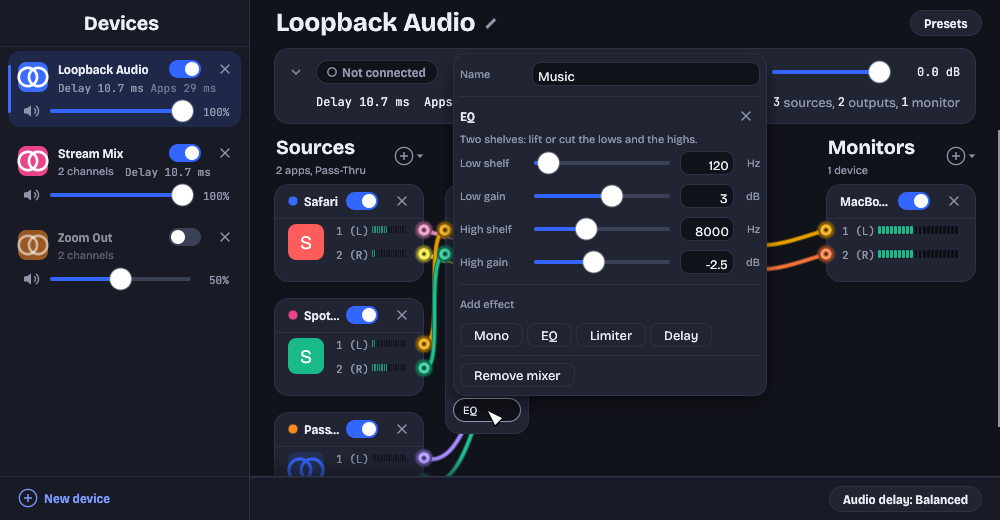 Devices
Loopback Audio
Delay 10.7 ms Apps 29 ms
100%
Stream Mix
2 channels Delay 10.7 ms
100%
Zoom Out
2 channels
50%
New device
Loopback Audio
Presets
Not connected
0.0 dB
Delay 10.7 ms Apps
3 sources, 2 outputs, 1 monitor
Sources
2 apps, Pass-Thru
Safari
S
1 (L)
2 (R)
Spot...
S
1 (L)
2 (R)
Pass...
1 (L)
Name
Music
EQ
Two shelves: lift or cut the lows and the highs.
Low shelf 120 Hz
Low gain 3 dB
High shelf 8000 Hz
High gain -2.5 dB
Add effect
Mono EQ Limiter Delay
Remove mixer
EQ
Monitors
1 device
MacBo...
1 (L)
2 (R)
Audio delay: Balanced